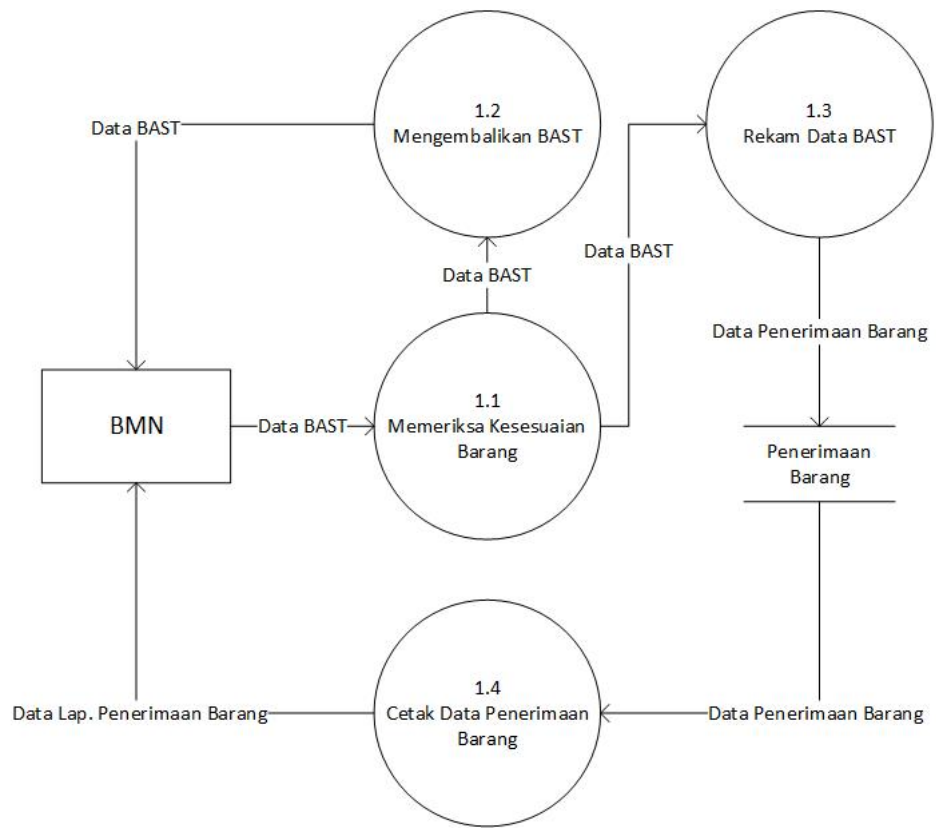 1.2
Mengembalikan BAST
1.3
Rekam Data BAST
Data BAST
Data BAST
Data BAST
Data Penerimaan Barang
BMN
Data BAST
1.1
Memeriksa Kesesuaian
Barang
Penerimaan
Barang
1.4
Cetak Data Penerimaan
Barang
Data Lap. Penerimaan Barang
Data Penerimaan Barang